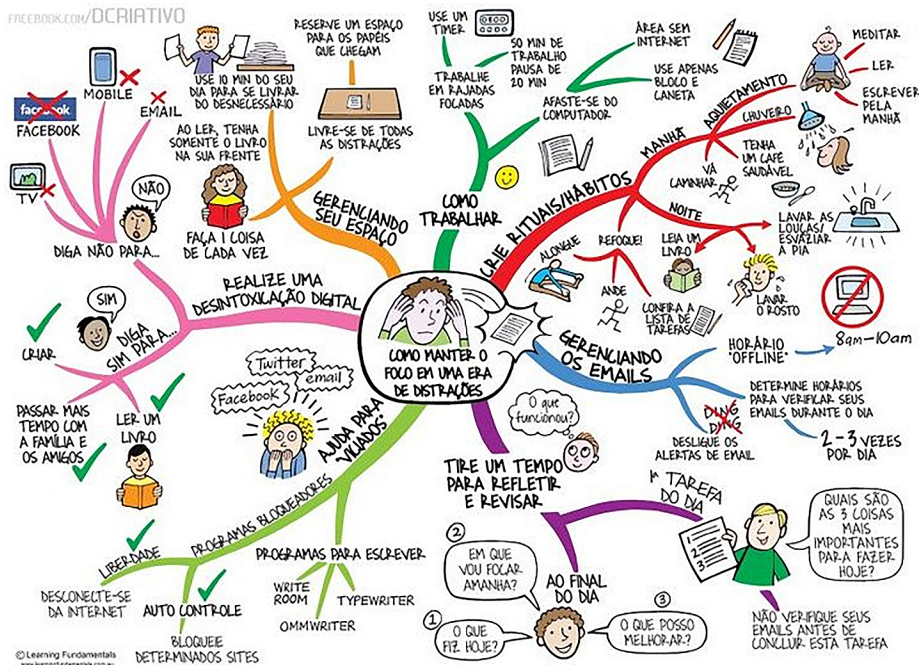 FACEBOOK.COM/DCRIATIVO
COMO MANTER O
FOCO EM UMA ERA
DE DISTRAÇÕES
GERENCIANDO
SEU ESPAÇO
RESERVE UM ESPAÇO
PARA OS PAPÉIS
QUE CHEGAM
LIVRE-SE DE TODAS
AS DISTRAÇÕES
USE 10 MIN DO SEU
DIA PARA SE LIVRAR
DO DESNECESSÁRIO
AO LER, TENHA
SOMENTE O LIVRO
NA SUA FRENTE
FAÇA 1 COISA
DE CADA VEZ
COMO
TRABALHAR
USE UM
TIMER
50 MIN DE
TRABALHO
PAUSA DE
20 MIN
TRABALHE
EM RAJADAS
FOCADAS
ÁREA SEM
INTERNET
USE APENAS
BLOCO E
CANETA
AFASTE-SE DO
COMPUTADOR
CRIE RITUAIS/HÁBITOS
MANHÃ
AQUIETAMENTO
MEDITAR
LER
ESCREVER
PELA
MANHÃ
CHUVEIRO
TENHA
UM CAFÉ
SAUDÁVEL
VÁ
CAMINHAR
NOITE
LAVAR AS
LOUÇAS/
ESVAZIAR
A PIA
LEIA UM
LIVRO
LAVAR
O ROSTO
REFOQUE!
ALONGUE
ANDE
CONFIRA A
LISTA DE
TAREFAS
GERENCIANDO
OS EMAILS
HORÁRIO
"OFFLINE"
8am-10am
DETERMINE HORÁRIOS
PARA VERIFICAR SEUS
EMAILS DURANTE O DIA
2-3 VEZES
POR DIA
DING
DING
DESLIGUE OS
ALERTAS DE EMAIL
TIRE UM TEMPO
PARA REFLETIR
E REVISAR
O que
funcionou?
1ª TAREFA
DO DIA
1
2
3
QUAIS SÃO
AS 3 COISAS
MAIS
IMPORTANTES
PARA FAZER
HOJE?
NÃO VERIFIQUE SEUS
EMAILS ANTES DE
CONCLUIR ESTA TAREFA
AO FINAL
DO DIA
1
O QUE
FIZ HOJE?
2
EM QUE
VOU FOCAR
AMANHA?
3
O QUE POSSO
MELHORAR?
AJUDA PARA
VICIADOS
Twitter
email
Facebook
PROGRAMAS BLOQUEADORES
LIBERDADE
DESCONECTE-SE
DA INTERNET
AUTO CONTROLE
BLOQUEIE
DETERMNADOS SITES
PROGRAMAS PARA ESCREVER
WRITE
ROOM
OMMWRITER
TYPEWRITER
REALIZE UMA
DESINTOXICAÇÃO DIGITAL
DIGA NÃO PARA...
NÃO
TV
facebook
FACEBOOK
MOBILE
EMAIL
DIGA
SIM PARA...
SIM
CRIAR
PASSAR MAIS
TEMPO COM
A FAMÍLIA E
OS AMIGOS
LER UM
LIVRO
© Learning Fundamentals
www.learningfundamentals.com.au